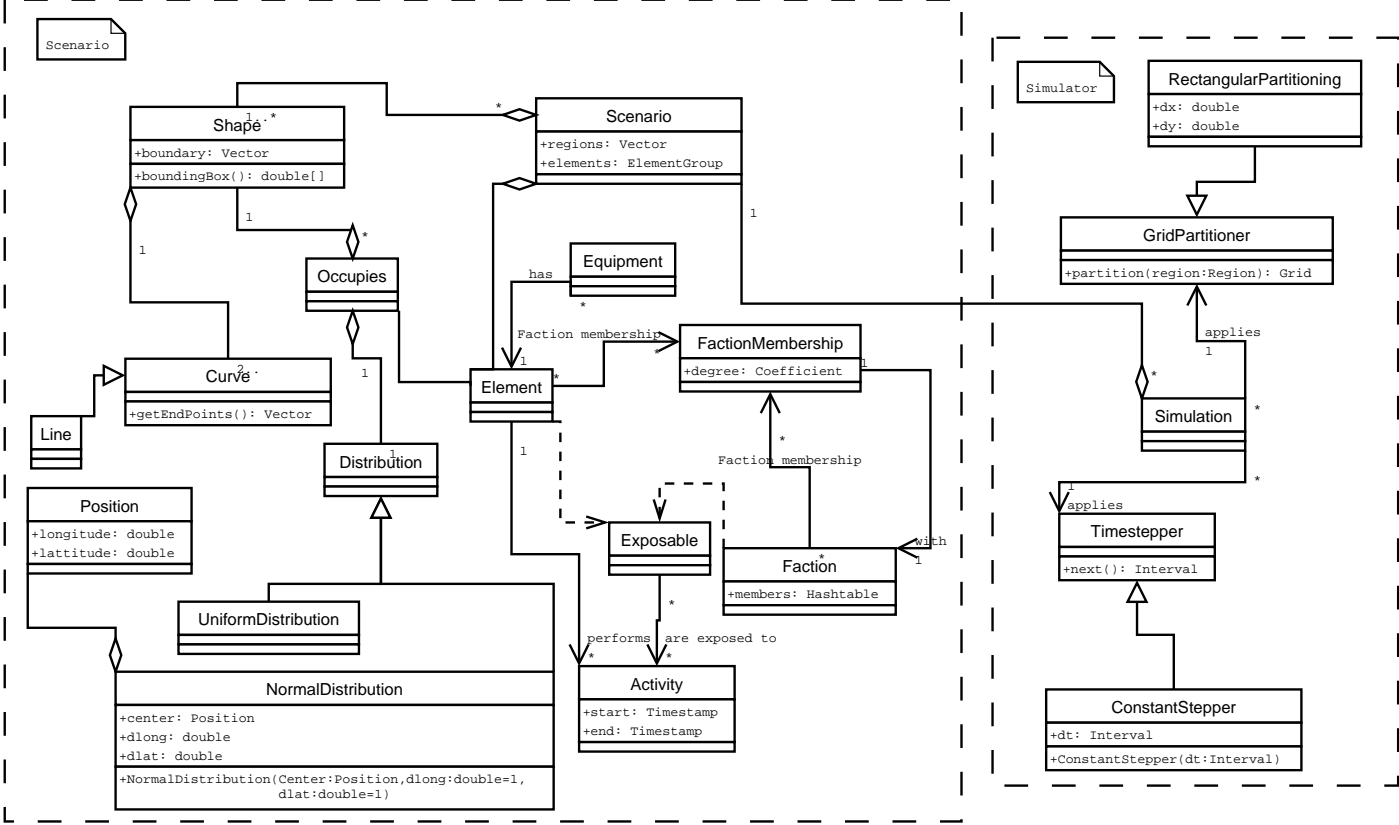 Scenario
Shape
1..*
+boundary: Vector
+boundingBox(): double[]
*
Scenario
+regions: Vector
+elements: ElementGroup
1
1
*
1
Occupies
Equipment
has
*
1
Faction membership
*
*
FactionMembership
+degree: Coefficient
1
Element
1
Curve
2..
+getEndPoints(): Vector
Line
1
1
Distribution
*
Faction membership
Position
+longitude: double
+lattitude: double
Exposable
with
1
*
Faction
+members: Hashtable
UniformDistribution
*
performs
*
are exposed to
*
NormalDistribution
+center: Position
+dlong: double
+dlat: double
+NormalDistribution(Center:Position,dlong:double=1,
dlat:double=1)
Activity
+start: Timestamp
+end: Timestamp
Simulator
RectangularPartitioning
+dx: double
+dy: double
GridPartitioner
+partition(region:Region): Grid
applies
1
*
*
Simulation
*
1
applies
Timestepper
+next(): Interval
ConstantStepper
+dt: Interval
+ConstantStepper(dt:Interval)